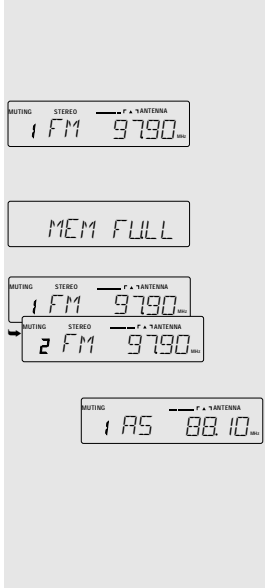 MUTING STEREO ANTENNA
1 FM 97.90 MHz
MEM FULL
MUTING STEREO ANTENNA
1 FM 97.90 MHz
MUTING STEREO ANTENNA
2 FM 97.90 MHz
MUTING ANTENNA
1 AS 88.10 MHz